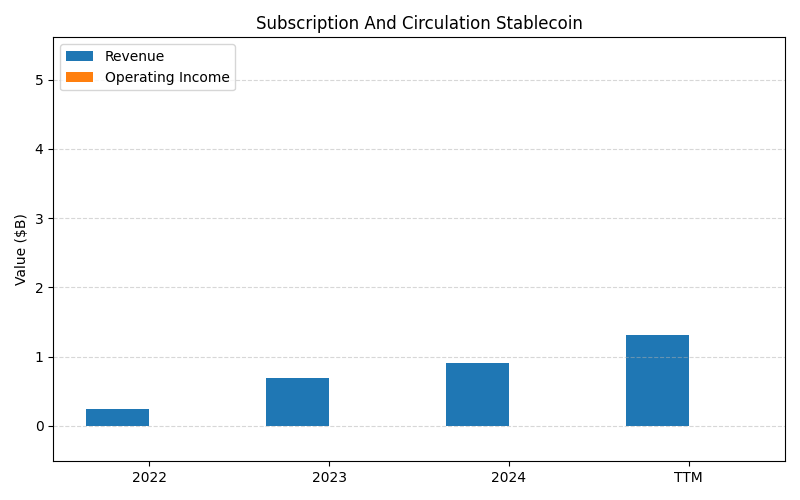 Subscription And Circulation Stablecoin
Revenue
Operating Income
Value ($B)
5
4
3
2
1
0
2022 2023 2024 TTM